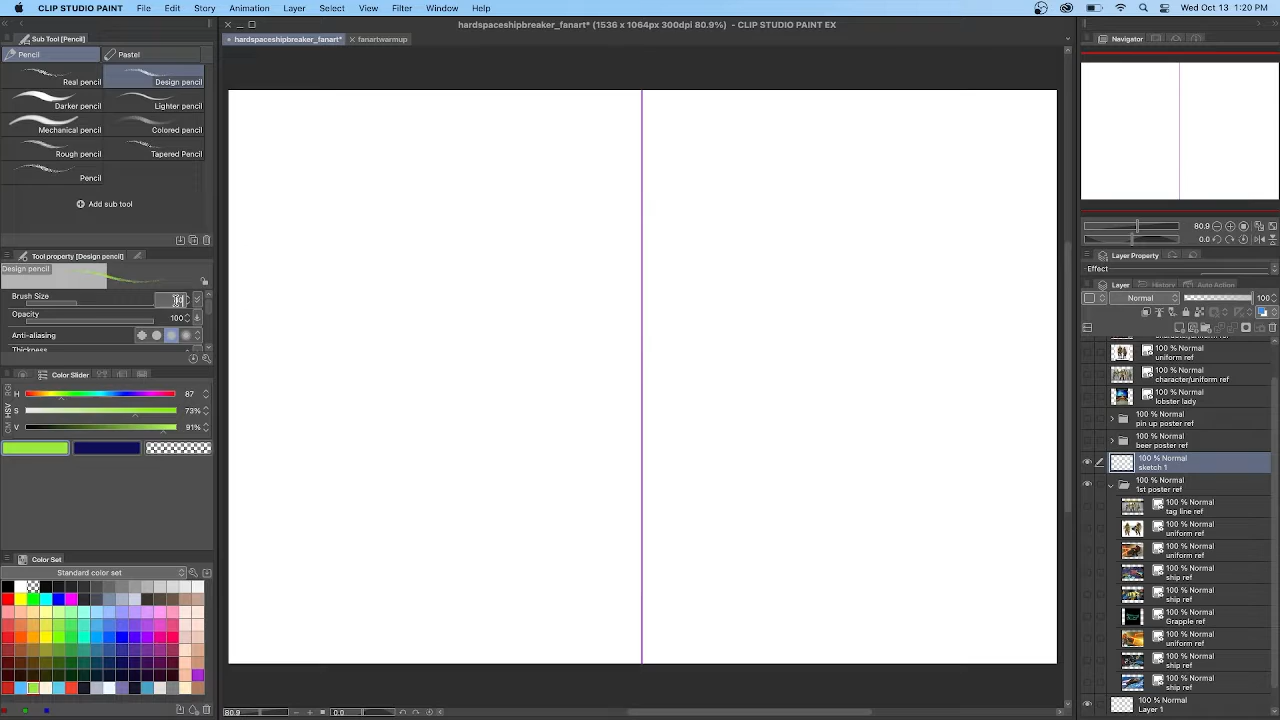 CLIP STUDIO PAINT File Edit Story Animation Layer Select View Filter Window Help Wed Oct 13 1:20 PM
hardspaceshipbreaker_fanart* (1536 x 1064px 300dpi 80.9%) - CLIP STUDIO PAINT EX
Sub Tool [Pencil]
hardspaceshipbreaker_fanart*
fanartwarmup
Navigator
Pencil
Pastel
Real pencil
Design pencil
Darker pencil
Lighter pencil
Mechanical pencil
Colored pencil
Rough pencil
Tapered Pencil
Pencil
Add sub tool
Tool property [Design pencil]
Design pencil
Brush Size
Opacity
100
Anti-aliasing
Thickness
Color Slider
H
87
S
73%
V
91%
Color Set
Standard color set
80.9
0.0
80.9
0.0
Layer Property
Effect
Layer
History
Auto Action
Normal
100
uniform ref
100 % Normal
character/uniform ref
100 % Normal
lobster lady
100 % Normal
pin up poster ref
100 % Normal
beer poster ref
100 % Normal
sketch 1
100 % Normal
1st poster ref
100 % Normal
tag line ref
100 % Normal
uniform ref
100 % Normal
uniform ref
100 % Normal
ship ref
100 % Normal
ship ref
100 % Normal
Grapple ref
100 % Normal
uniform ref
100 % Normal
ship ref
100 % Normal
ship ref
100 % Normal
Layer 1